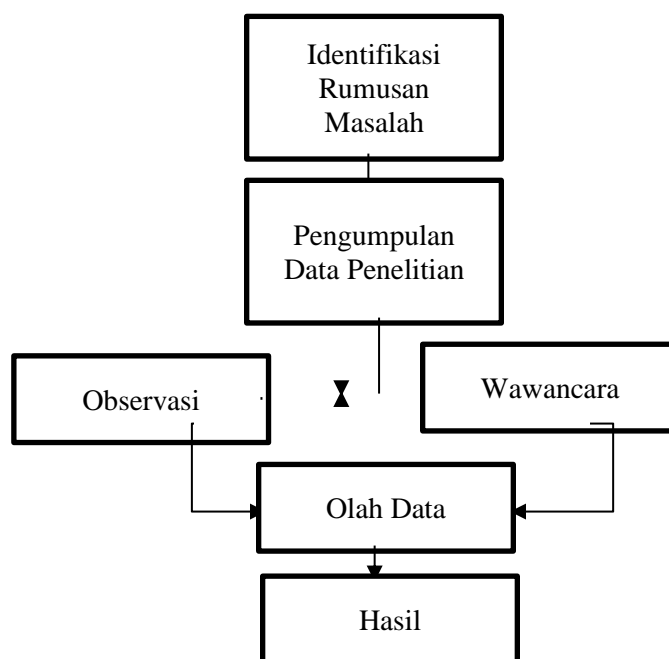 Identifikasi
Rumusan
Masalah
Pengumpulan
Data Penelitian
Observasi
Wawancara
Olah Data
Hasil